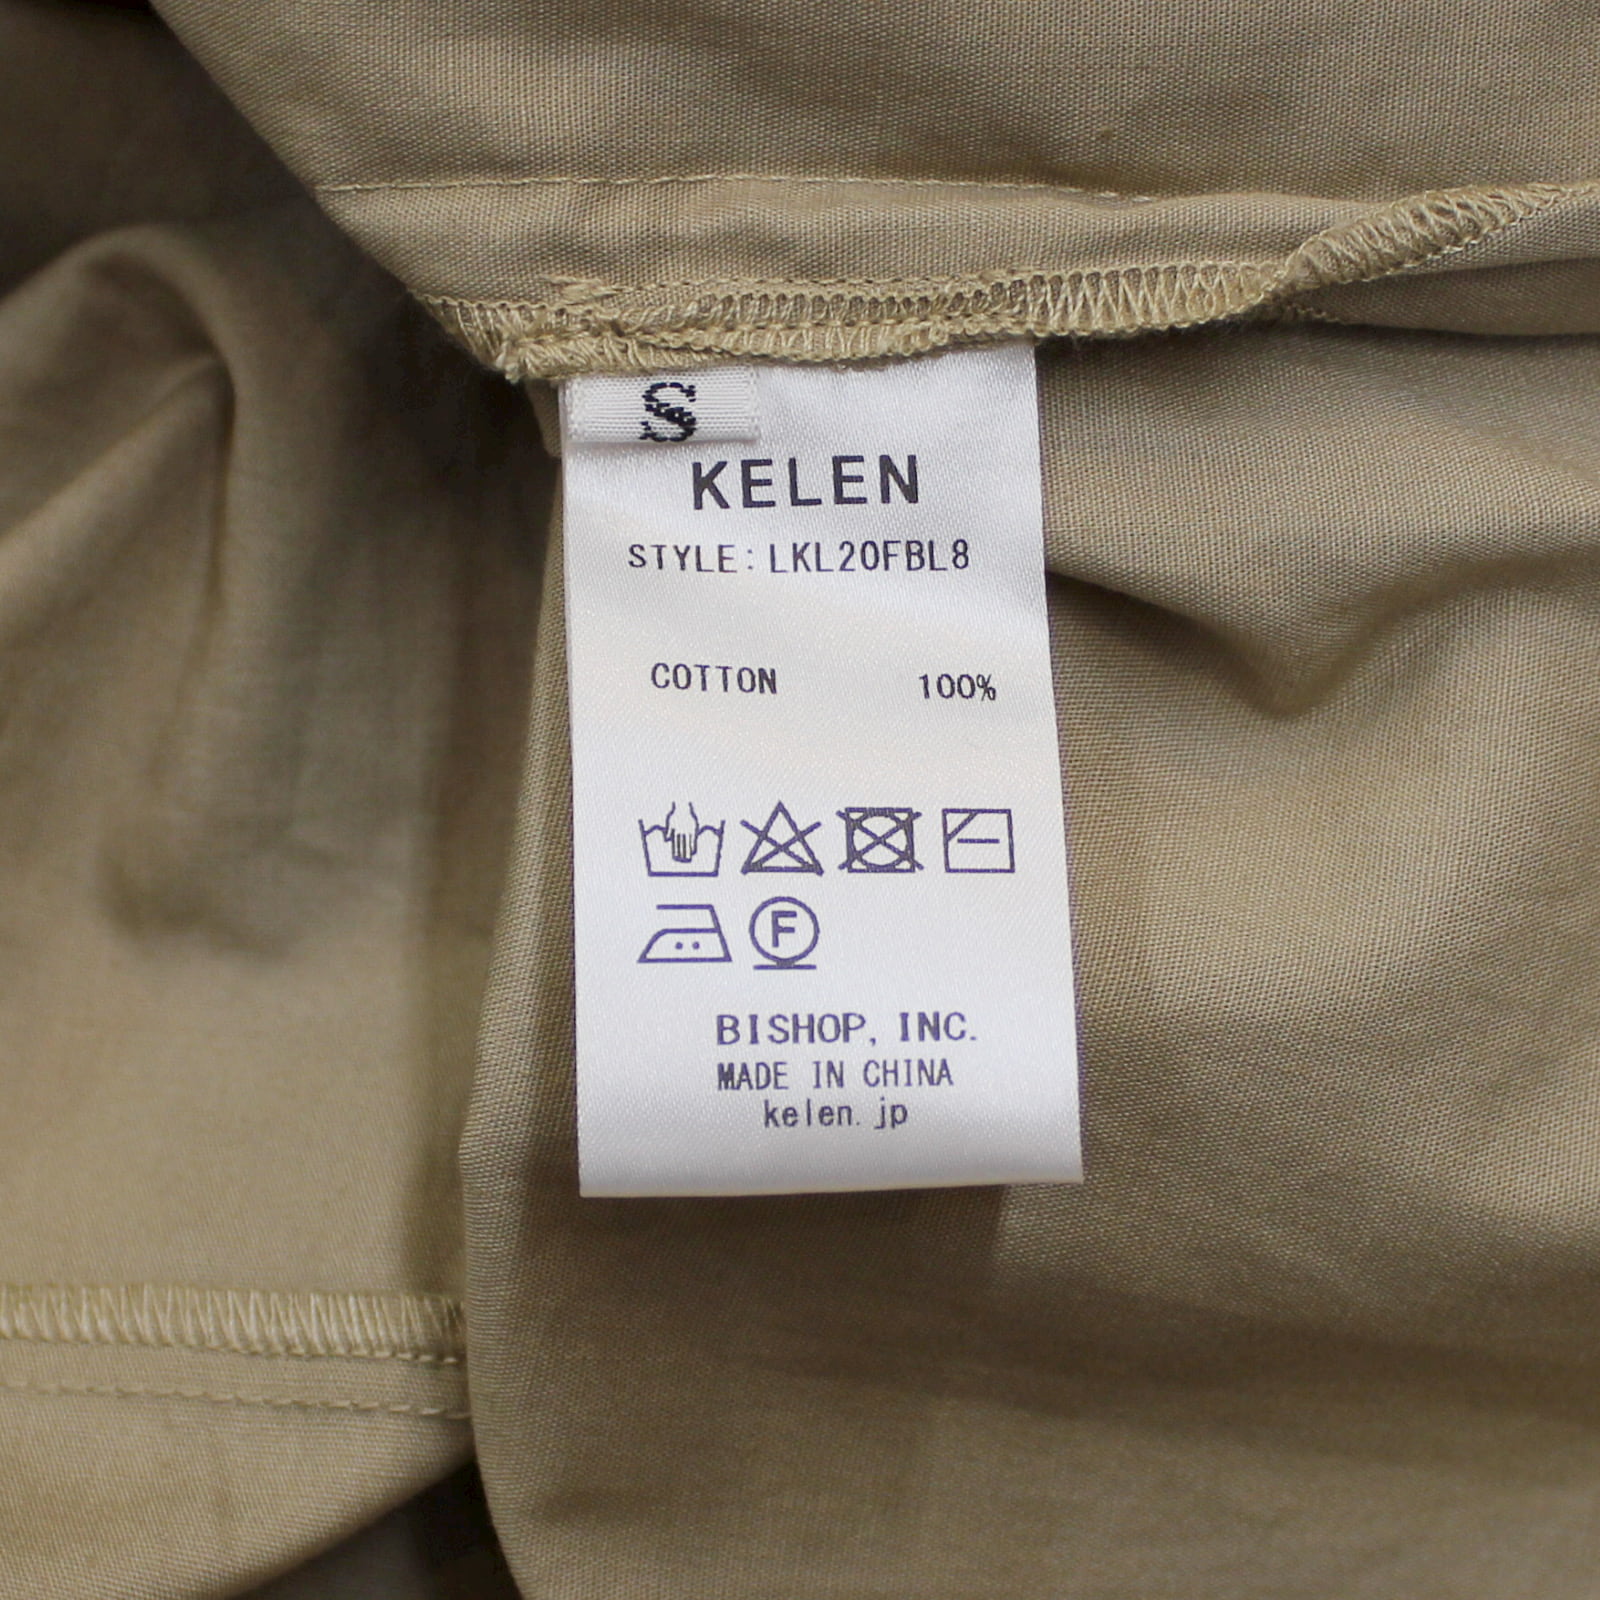 S
KELEN
STYLE:LKL20FBL8
COTTON 100%
F
BISHOP, INC.
MADE IN CHINA
kelen.jp